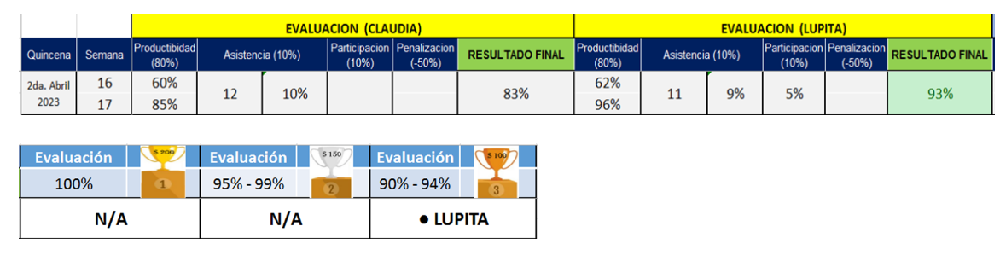 EVALUACION (CLAUDIA) EVALUACION (LUPITA)
Quincena Semana Productibidad (80%) Asistencia (10%) Participacion (10%) Penalizacion (-50%) RESULTADO FINAL Productibidad (80%) Asistencia (10%) Participacion (10%) Penalizacion (-50%) RESULTADO FINAL
2da. Abril 2023 16 60% 12 10% 83% 62% 11 9% 5% 93%
17 85% 96%
Evaluación $ 200 Evaluación $ 150 Evaluación $ 100
100% 1 95% - 99% 2 90% - 94% 3
N/A N/A ● LUPITA